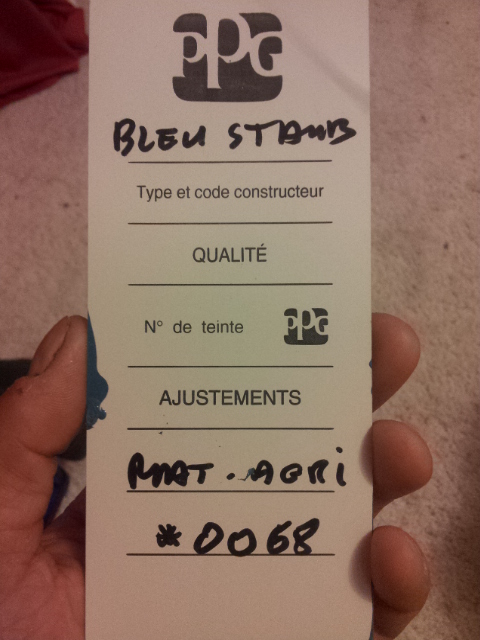 PPG
BLEU STAUB
Type et code constructeur
QUALITÉ
N° de teinte PPG
AJUSTEMENTS
MAT. AGRI
*0068